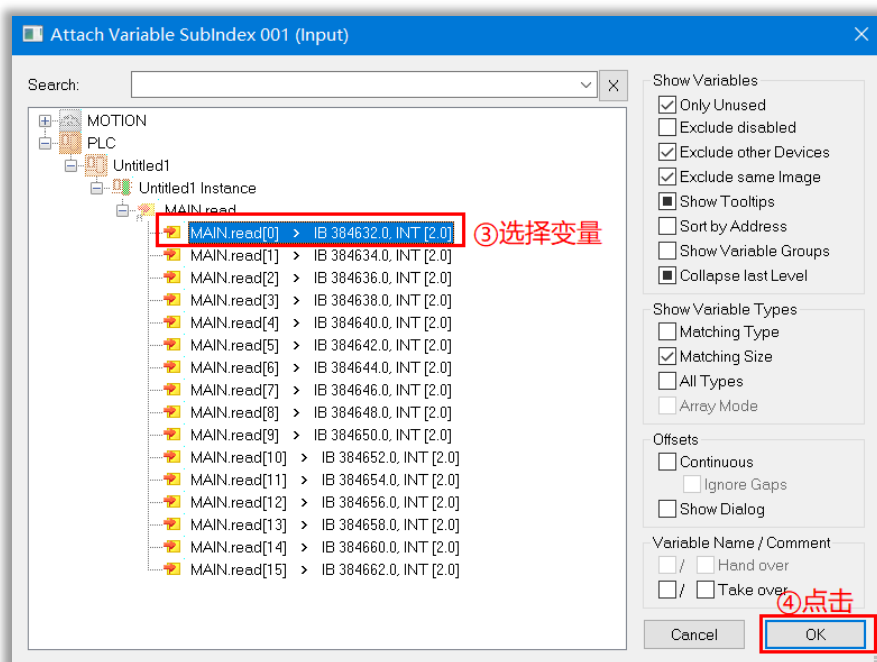 Attach Variable SubIndex 001 (Input)
Search:
MOTION
PLC
Untitled1
Untitled1 Instance
MAIN.read
MAIN.read[0] > IB 384632.0, INT [2.0]
③选择变量
MAIN.read[1] > IB 384634.0, INT [2.0]
MAIN.read[2] > IB 384636.0, INT [2.0]
MAIN.read[3] > IB 384638.0, INT [2.0]
MAIN.read[4] > IB 384640.0, INT [2.0]
MAIN.read[5] > IB 384642.0, INT [2.0]
MAIN.read[6] > IB 384644.0, INT [2.0]
MAIN.read[7] > IB 384646.0, INT [2.0]
MAIN.read[8] > IB 384648.0, INT [2.0]
MAIN.read[9] > IB 384650.0, INT [2.0]
MAIN.read[10] > IB 384652.0, INT [2.0]
MAIN.read[11] > IB 384654.0, INT [2.0]
MAIN.read[12] > IB 384656.0, INT [2.0]
MAIN.read[13] > IB 384658.0, INT [2.0]
MAIN.read[14] > IB 384660.0, INT [2.0]
MAIN.read[15] > IB 384662.0, INT [2.0]
Show Variables
Only Unused
Exclude disabled
Exclude other Devices
Exclude same Image
Show Tooltips
Sort by Address
Show Variable Groups
Collapse last Level
Show Variable Types
Matching Type
Matching Size
All Types
Array Mode
Offsets
Continuous
Ignore Gaps
Show Dialog
Variable Name / Comment
/ Hand over
/ Take over
④点击
Cancel
OK